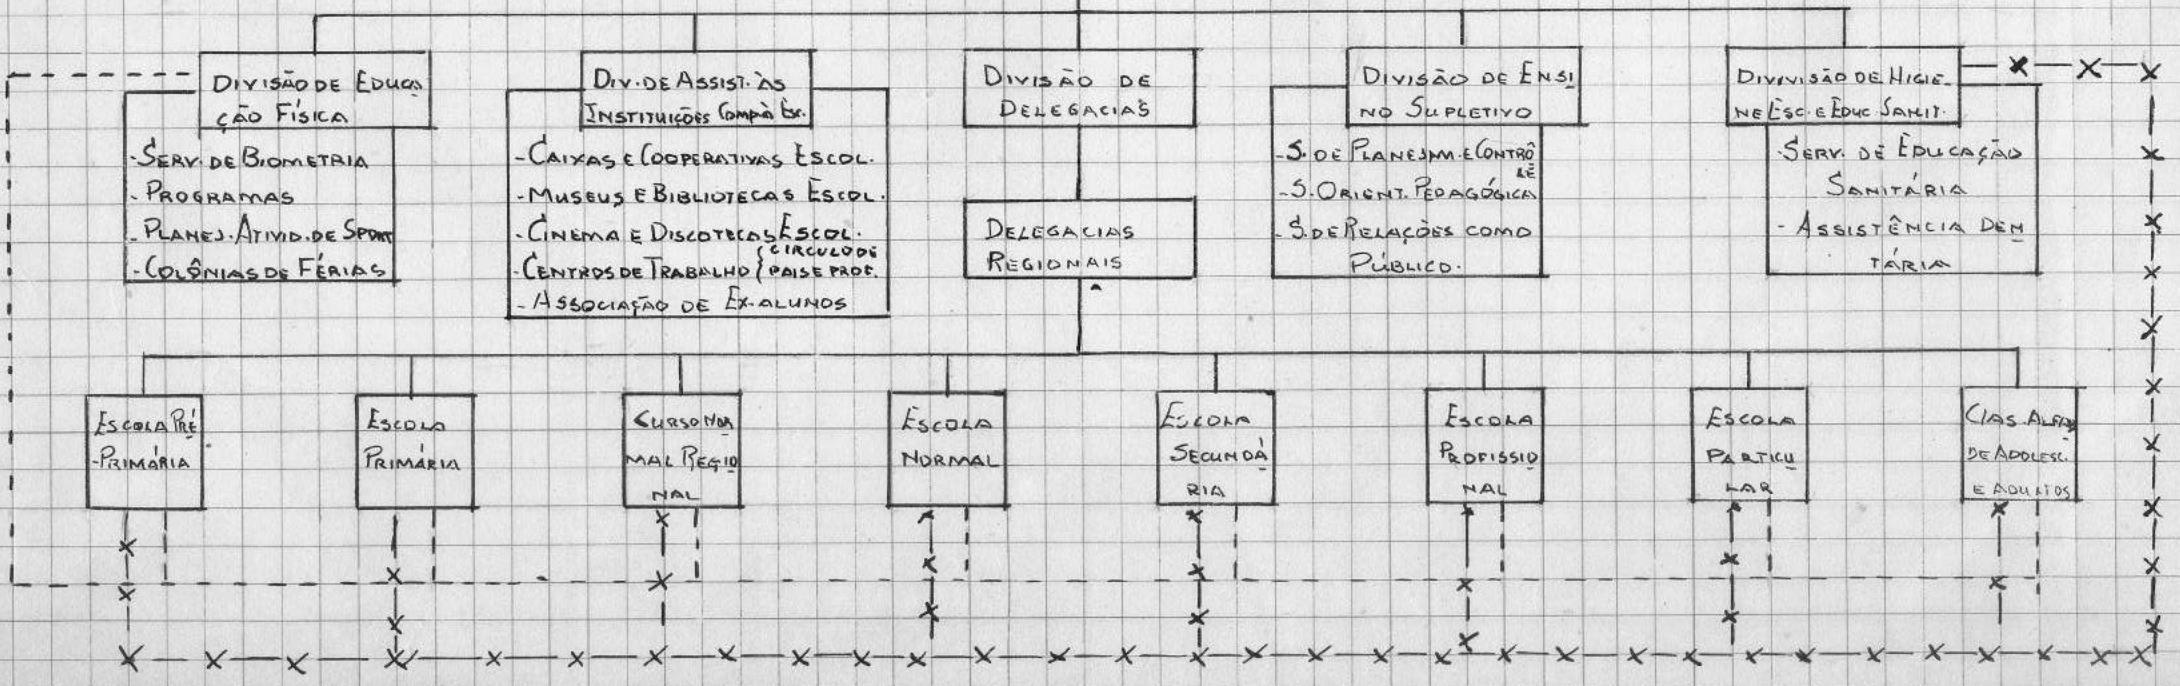 DIVISÃO DE EDUCA
ÇÃO FÍSICA
- SERV. DE BIOMETRIA
- PROGRAMAS
- PLANEJ. ATIVID. DE SPORT
- COLÔNIAS DE FÉRIAS
DIV. DE ASSIST. ÀS
INSTITUIÇÕES Compl. Esc.
- CAIXAS E COOPERATIVAS ESCOL.
- MUSEUS E BIBLIOTECAS ESCOL.
- CINEMA E DISCOTECAS ESCOL.
- CENTROS DE TRABALHO { CIRCULO DE
PAIS E PROF.
- ASSOCIAÇÃO DE EX-ALUNOS
DIVISÃO DE
DELEGACIAS
DELEGACIAS
REGIONAIS
DIVISÃO DE ENSI
NO SUPLETIVO
- S. DE PLANEJAM. E CONTRÔ
LE
- S. ORIENT. PEDAGÓGICA
- S. DE RELAÇÕES COM O
PÚBLICO.
DIVIVISÃO DE HIGIE-
NE ESC. E EDUC. SANIT.
- SERV. DE EDUCAÇÃO
SANITÁRIA
- ASSISTÊNCIA DEN
TÁRIA
ESCOLA PRÉ
-PRIMÁRIA
ESCOLA
PRIMÁRIA
CURSO NOR
MAL REGIO
NAL
ESCOLA
NORMAL
ESCOLA
SECUNDÁ
RIA
ESCOLA
PROFISSIO
NAL
ESCOLA
PARTICU
LAR
CLAS. ALFAB
DE ADOLESC.
E ADULTOS